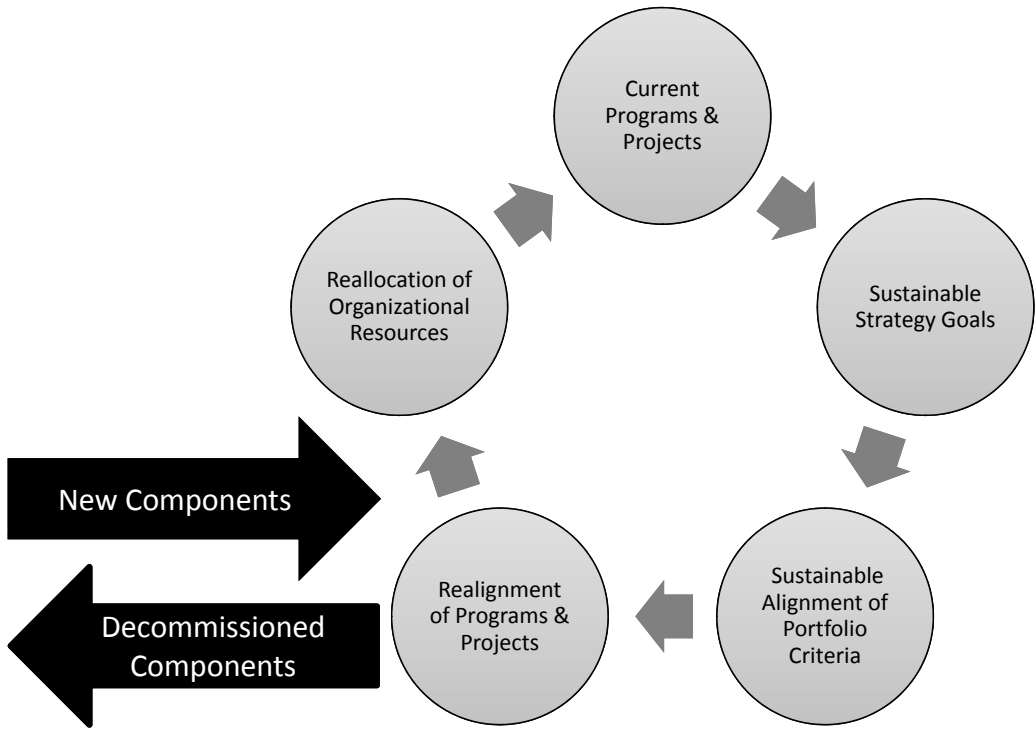 Current
Programs &
Projects
Sustainable
Strategy Goals
Sustainable
Alignment of
Portfolio
Criteria
Realignment
of Programs &
Projects
Reallocation of
Organizational
Resources
New Components
Decommissioned
Components